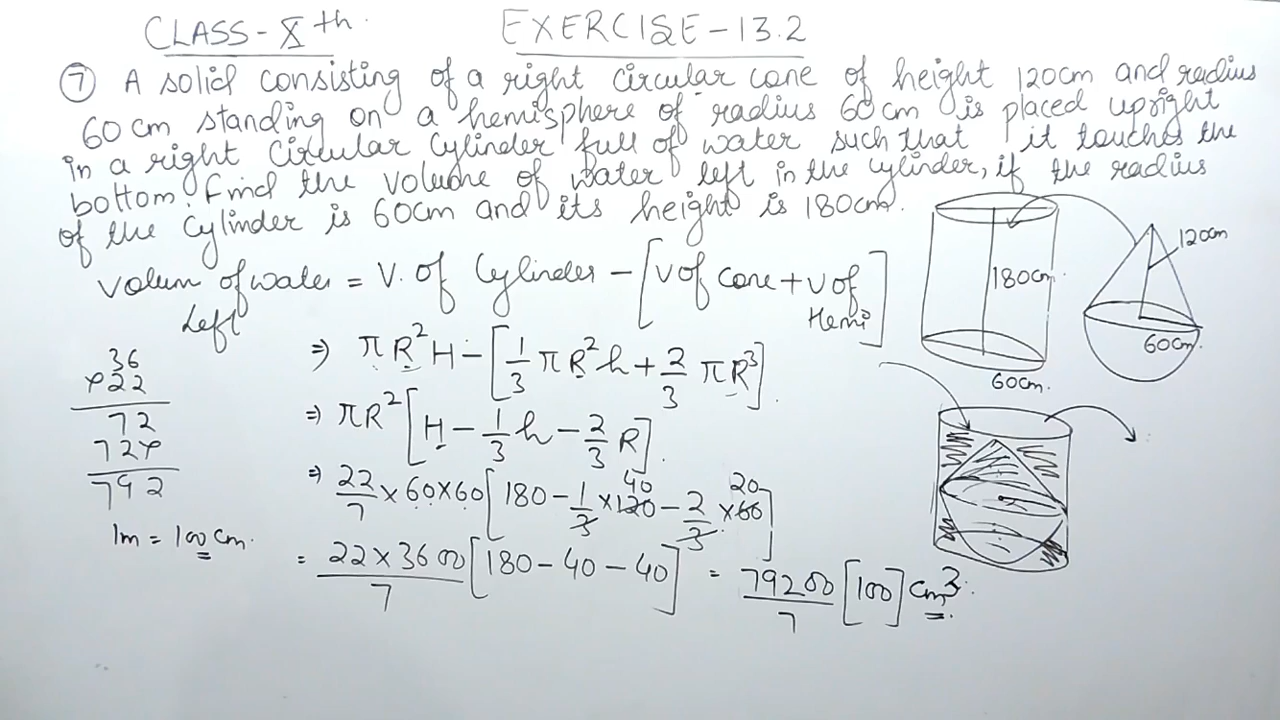 CLASS-Xth.
EXERCISE-13.2
7 A solid consisting of a right circular cone of height 120cm and radius
60 cm standing on a hemisphere of radius 60 cm is placed upright
in a right circular cylinder full of water such that it touches the
bottom. Find the volume of water left in the cylinder, if the radius
of the cylinder is 60cm and its height is 180cm.
180cm
60cm.
120cm
60cm.
Volum of water = V. of Cylinder - [V of cone + V of
Left
Hemi]
⇒ πR²H - [1/3 πR²h + 2/3 πR³].
⇒ πR² [H - 1/3 h - 2/3 R].
⇒ 22/7 × 60×60 [180 - 1/3 × 120 - 2/3 × 60]
40 20
= 22×3600/7 [180 - 40 - 40] = 79200/7 [100] cm³.
36
×22
72
72×
792
1m = 100cm.